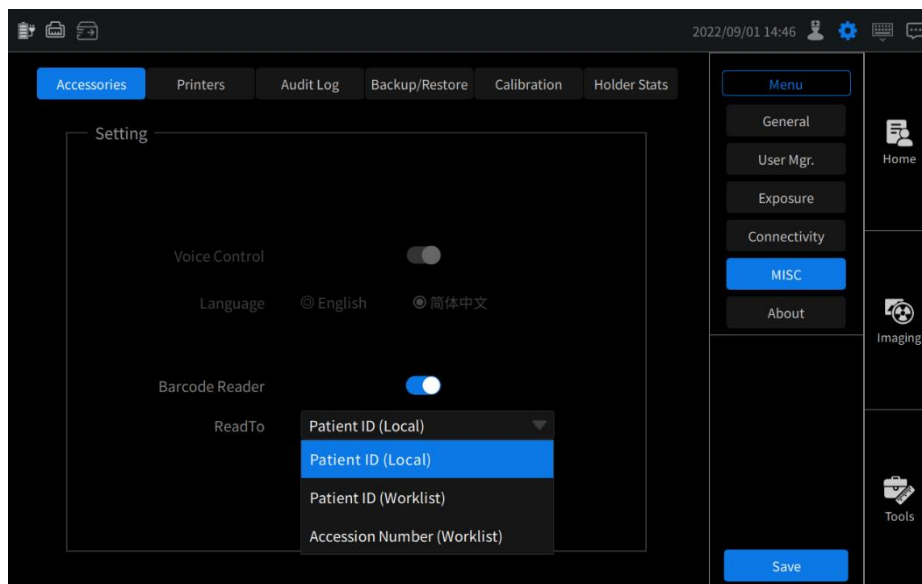 2022/09/01 14:46
Accessories Printers Audit Log Backup/Restore Calibration Holder Stats
Setting
Voice Control
Language English 简体中文
Barcode Reader
ReadTo Patient ID (Local)
Patient ID (Local)
Patient ID (Worklist)
Accession Number (Worklist)
Menu
General
User Mgr.
Exposure
Connectivity
MISC
About
Save
Home
Imaging
Tools